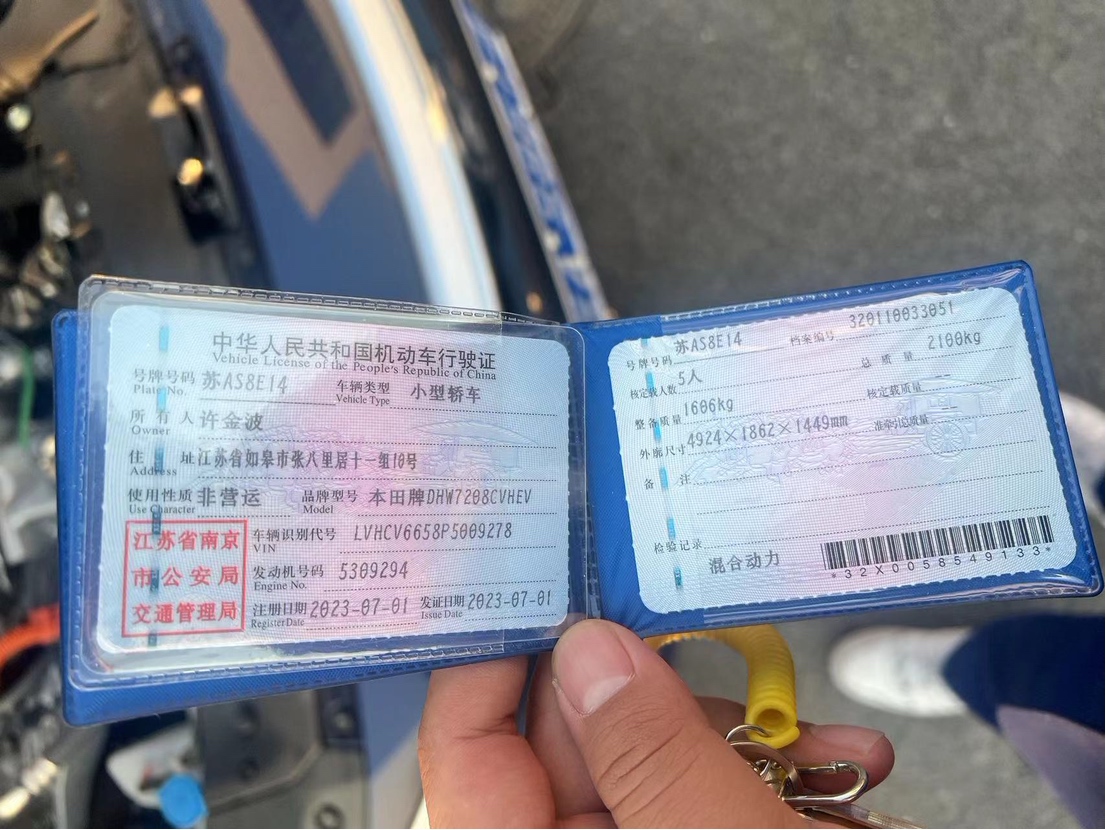 中华人民共和国机动车行驶证
Vehicle License of the People's Republic of China
号牌号码 苏AS8E14 车辆类型 小型轿车
Plate No. Vehicle Type
所有人 许金波
Owner
住址 江苏省如皋市张八里居十一组10号
Address
使用性质 非营运 品牌型号 本田牌DHW7208CVHEV
Use Character Model
江苏省南京
市公安局
交通管理局
车辆识别代号 LVHCV6658P5009278
VIN
发动机号码 5309294
Engine No.
注册日期 2023-07-01 发证日期 2023-07-01
Register Date Issue Date
号牌号码 苏AS8E14 档案编号 320110033051
核定载人数 5人 总质量 2100kg
整备质量 1606kg 核定载质量 --
外廓尺寸 4924×1862×1449mm 准牵引总质量 --
备注
检验记录
混合动力
*32X0058549133*